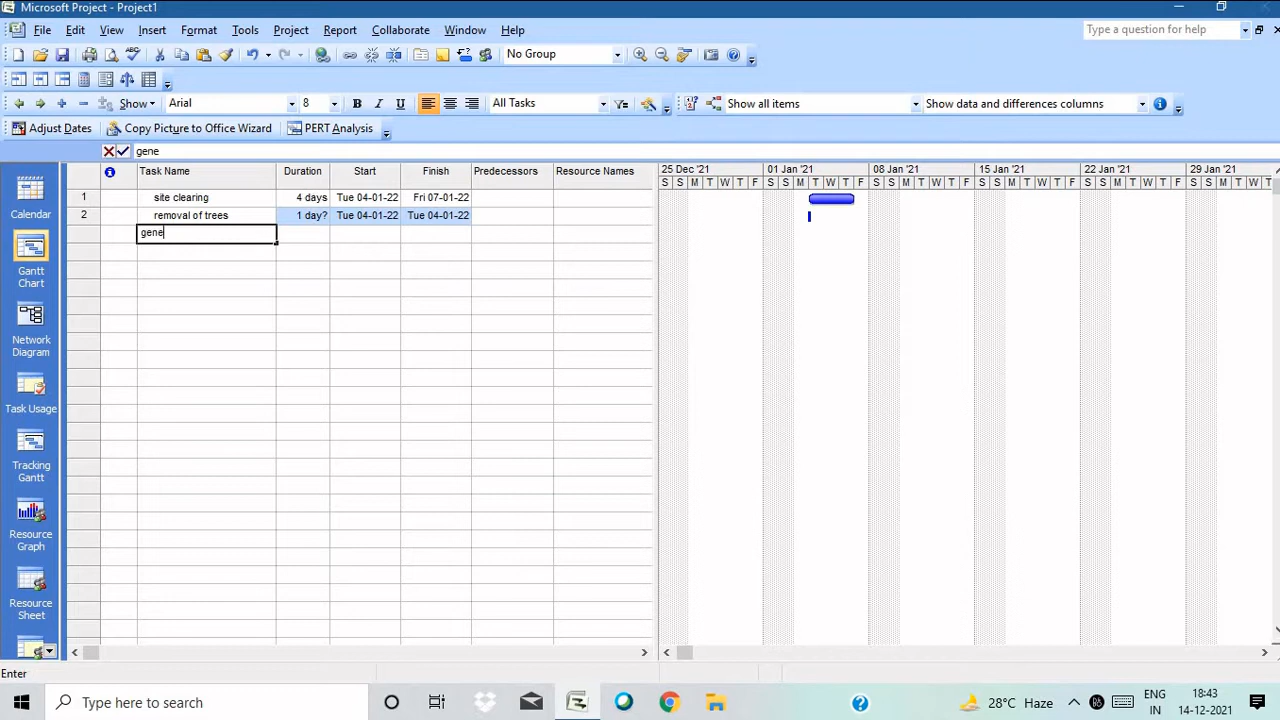 Microsoft Project - Project1
File Edit View Insert Format Tools Project Report Collaborate Window Help
Type a question for help
No Group
Show Arial 8 B I U All Tasks Show all items Show data and differences columns
Adjust Dates Copy Picture to Office Wizard PERT Analysis
gene
Task Name Duration Start Finish Predecessors Resource Names
25 Dec '21 01 Jan '22 08 Jan '22 15 Jan '22 22 Jan '22 29 Jan '22
S S M T W T F S S M T W T F S S M T W T F S S M T W T F S S M T W T F S S M T W T
1 site clearing 4 days Tue 04-01-22 Fri 07-01-22
2 removal of trees 1 day? Tue 04-01-22 Tue 04-01-22
gene
Calendar
Gantt
Chart
Network
Diagram
Task Usage
Tracking
Gantt
Resource
Graph
Resource
Sheet
Enter
Type here to search
28°C Haze
ENG
IN
18:43
14-12-2021